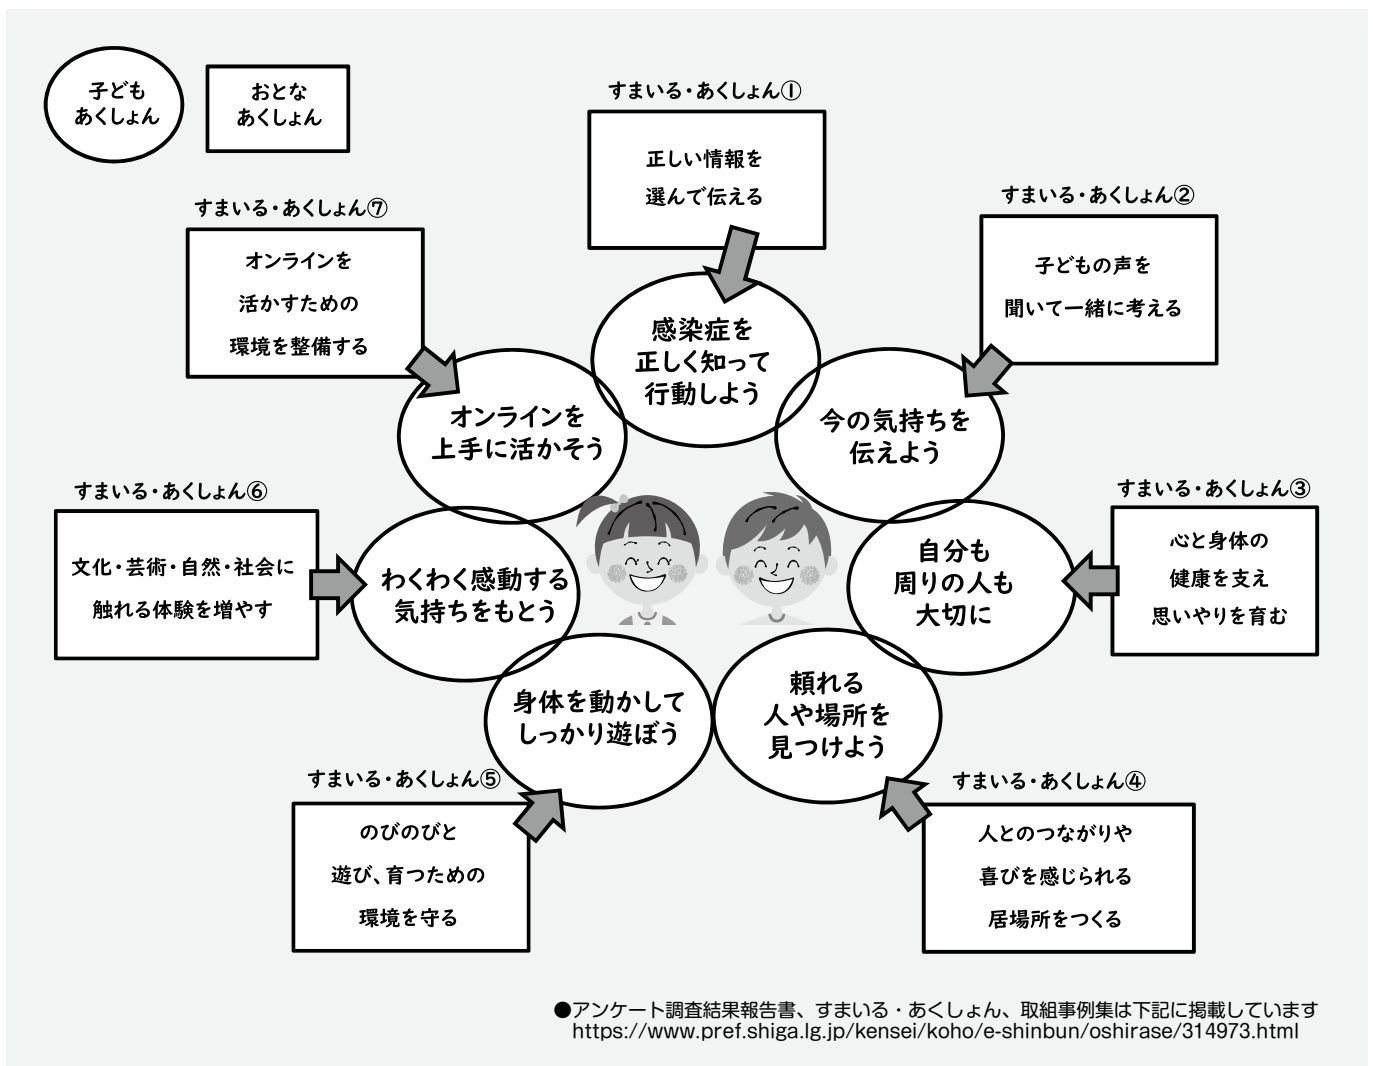 子ども
あくしょん
おとな
あくしょん
すまいる・あくしょん①
正しい情報を
選んで伝える
感染症を
正しく知って
行動しよう
すまいる・あくしょん②
子どもの声を
聞いて一緒に考える
今の気持ちを
伝えよう
すまいる・あくしょん③
心と身体の
健康を支え
思いやりを育む
自分も
周りの人も
大切に
すまいる・あくしょん④
人とのつながりや
喜びを感じられる
居場所をつくる
頼れる
人や場所を
見つけよう
すまいる・あくしょん⑤
のびのびと
遊び、育つための
環境を守る
身体を動かして
しっかり遊ぼう
すまいる・あくしょん⑥
文化・芸術・自然・社会に
触れる体験を増やす
わくわく感動する
気持ちをもとう
すまいる・あくしょん⑦
オンラインを
活かすための
環境を整備する
オンラインを
上手に活かそう
●アンケート調査結果報告書、すまいる・あくしょん、取組事例集は下記に掲載しています
https://www.pref.shiga.lg.jp/kensei/koho/e-shinbun/oshirase/314973.html